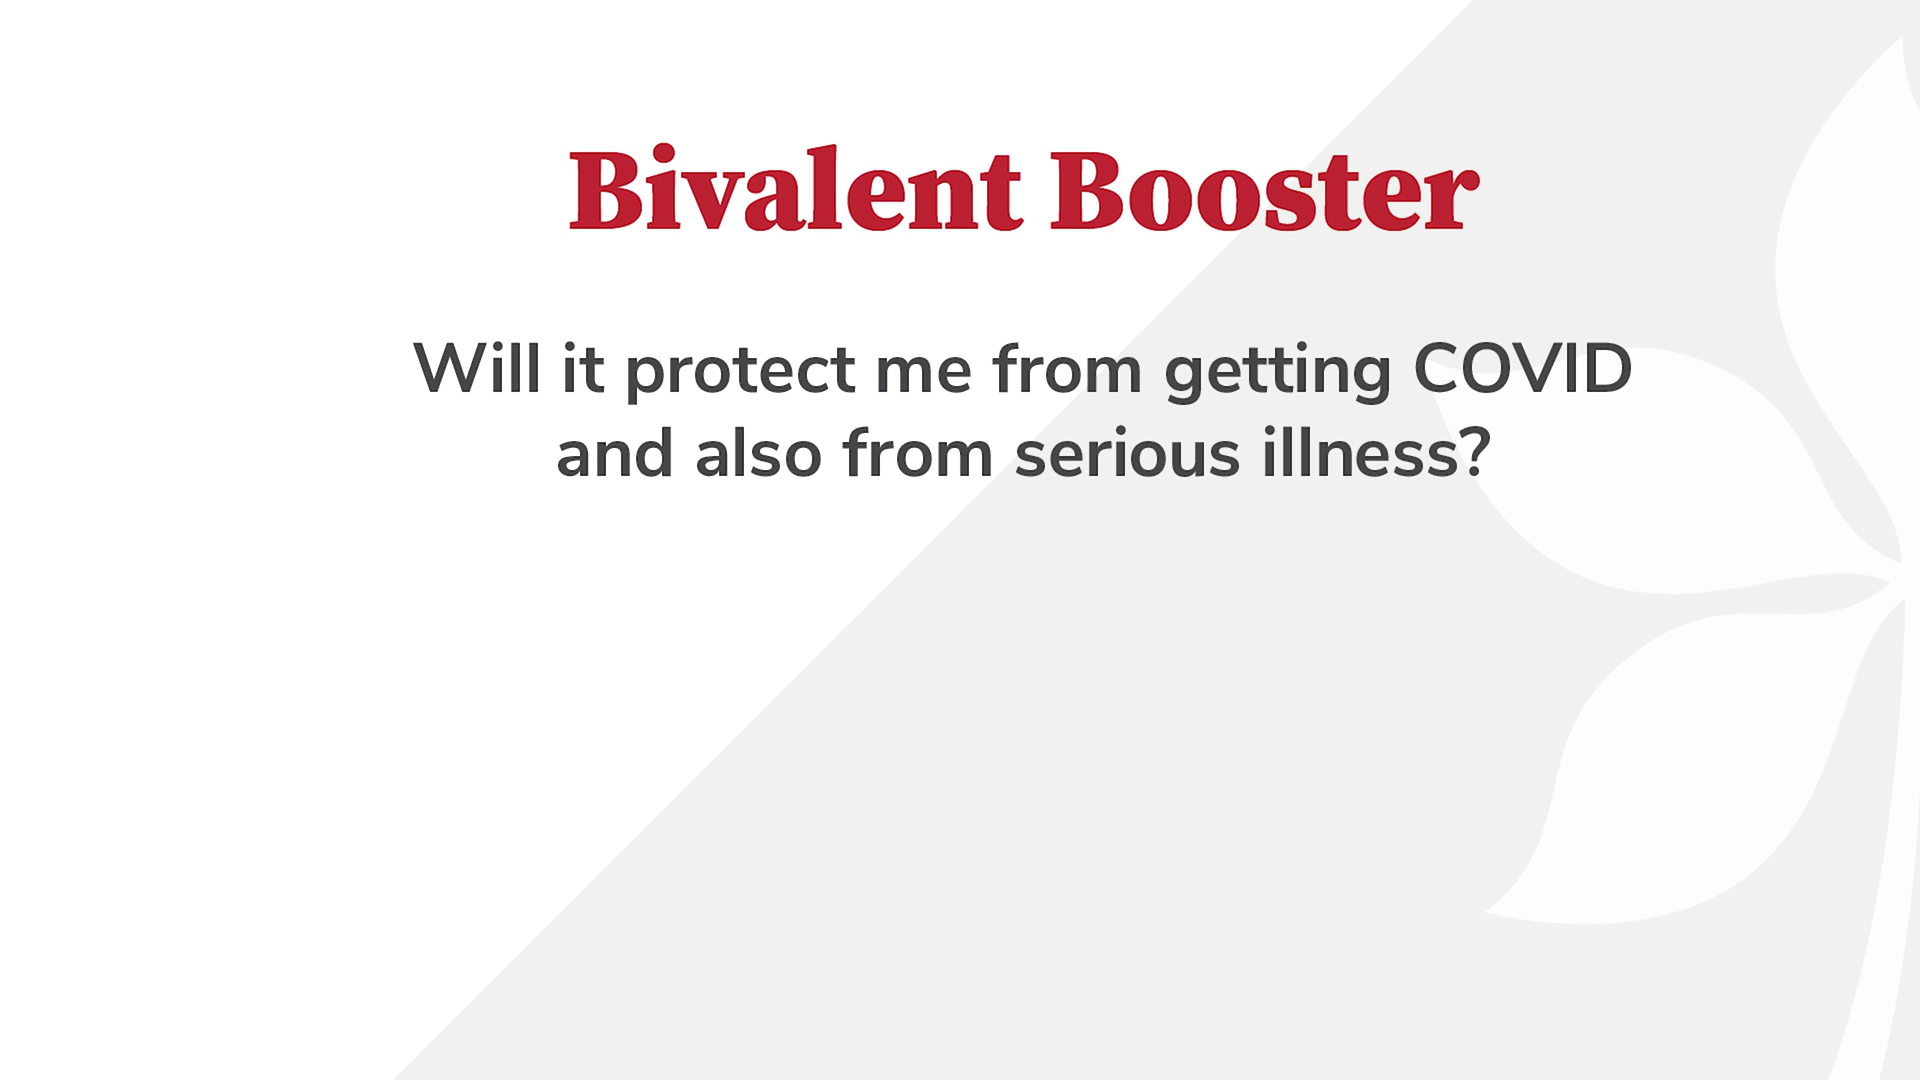 Bivalent Booster
Will it protect me from getting COVID
and also from serious illness?